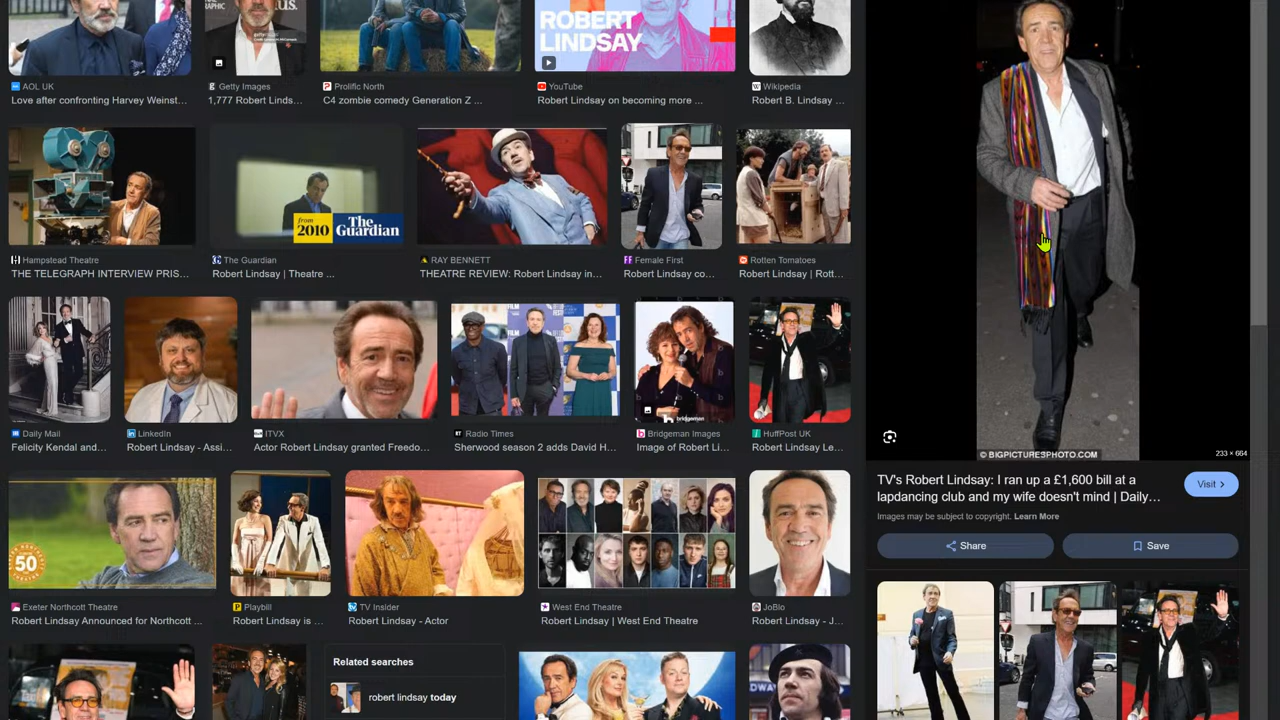 ROBERT
LINDSAY
AOL UK
Love after confronting Harvey Weinst...
Getty Images
1,777 Robert Linds...
Prolific North
C4 zombie comedy Generation Z ...
YouTube
Robert Lindsay on becoming more ...
Wikipedia
Robert B. Lindsay ...
from
2010
The
Guardian
Hampstead Theatre
THE TELEGRAPH INTERVIEW PRIS...
The Guardian
Robert Lindsay | Theatre ...
RAY BENNETT
THEATRE REVIEW: Robert Lindsay in...
Female First
Robert Lindsay co...
Rotten Tomatoes
Robert Lindsay | Rott...
bridgeman
Daily Mail
Felicity Kendal and...
LinkedIn
Robert Lindsay - Assi...
ITVX
Actor Robert Lindsay granted Freedo...
Radio Times
Sherwood season 2 adds David H...
Bridgeman Images
Image of Robert Li...
HuffPost UK
Robert Lindsay Le...
50
Exeter Northcott Theatre
Robert Lindsay Announced for Northcott ...
Playbill
Robert Lindsay is ...
TV Insider
Robert Lindsay - Actor
West End Theatre
Robert Lindsay | West End Theatre
JoBlo
Robert Lindsay - J...
Related searches
robert lindsay today
© BIGPICTURESPHOTO.COM
233 × 664
TV's Robert Lindsay: I ran up a £1,600 bill at a
lapdancing club and my wife doesn't mind | Daily...
Visit
Images may be subject to copyright. Learn More
Share
Save